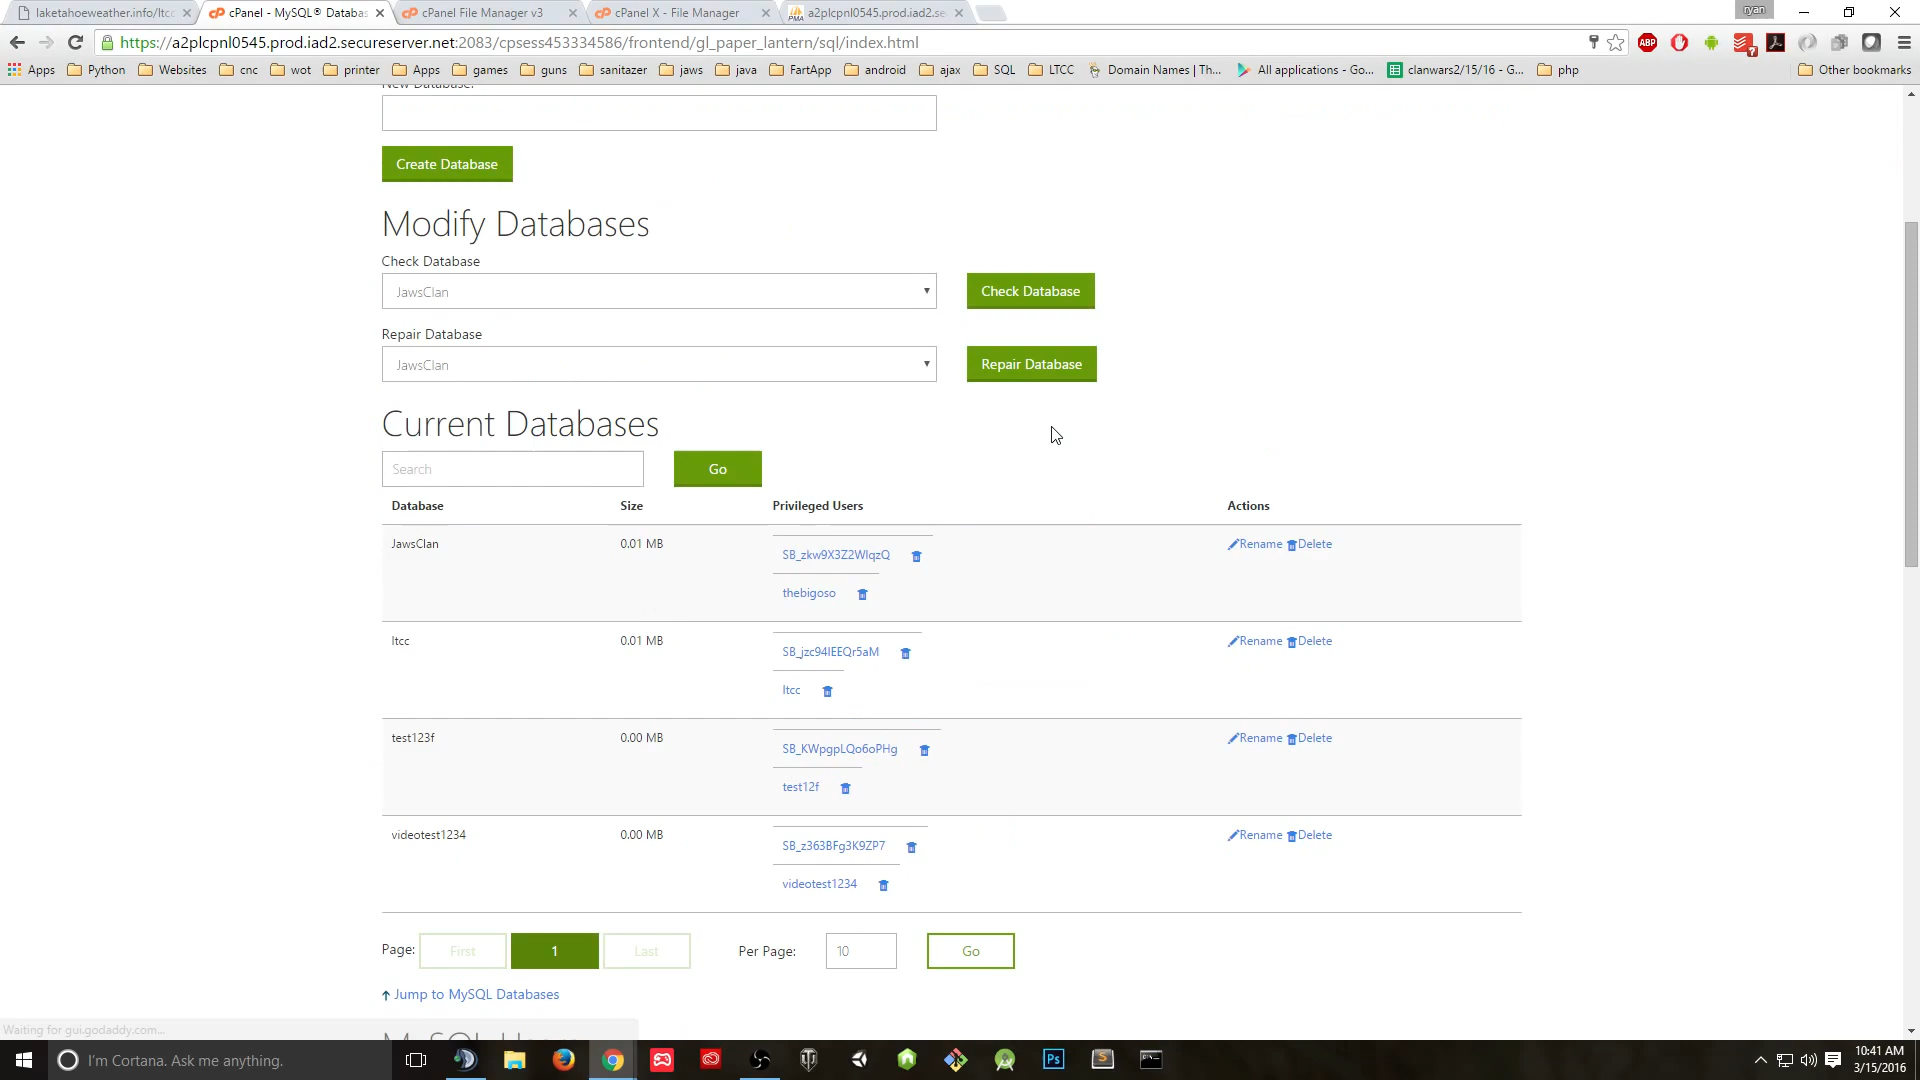 laketahoeweather.info/ltcc
cPanel - MySQL® Databas
cPanel File Manager v3
cPanel X - File Manager
a2plcpnl0545.prod.iad2.se
ryan
https://a2plcpnl0545.prod.iad2.secureserver.net:2083/cpsess453334586/frontend/gl_paper_lantern/sql/index.html
Apps Python Websites cnc wot printer Apps games guns sanitazer jaws java FartApp android ajax SQL LTCC Domain Names | Th... All applications - Go... clanwars2/15/16 - G... php Other bookmarks
New Database:
Create Database
Modify Databases
Check Database
JawsClan
Check Database
Repair Database
JawsClan
Repair Database
Current Databases
Search
Go
Database Size Privileged Users Actions
JawsClan 0.01 MB Rename Delete
SB_zkw9X3Z2WlqzQ
thebigoso
ltcc 0.01 MB Rename Delete
SB_jzc94IEEQr5aM
ltcc
test123f 0.00 MB Rename Delete
SB_KWpgpLQo6oPHg
test12f
videotest1234 0.00 MB Rename Delete
SB_z363BFg3K9ZP7
videotest1234
Page: First 1 Last Per Page: 10 Go
Jump to MySQL Databases
Waiting for gui.godaddy.com...
I'm Cortana. Ask me anything.
10:41 AM
3/15/2016